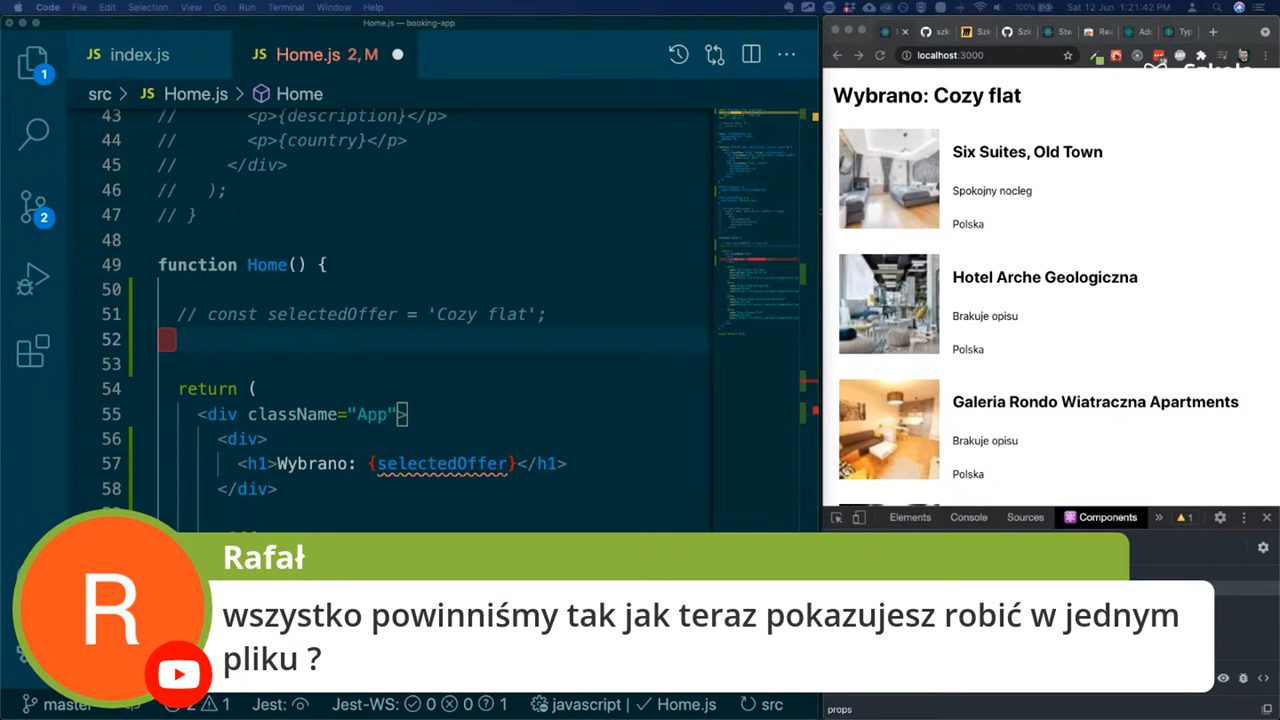 Code File Edit Selection View Go Run Terminal Window Help
100% Sat 12 Jun 1:21:42 PM
Home.js — booking-app
JS index.js
JS Home.js 2, M
src > JS Home.js > Home
43 // <p>{description}</p>
44 // <p>{country}</p>
45 // </div>
46 // );
47 // }
48
49 function Home() {
50
51 // const selectedOffer = 'Cozy flat';
52
53
54 return (
55 <div className="App">
56 <div>
57 <h1>Wybrano: {selectedOffer}</h1>
58 </div>
1
2
localhost:3000
Wybrano: Cozy flat
Six Suites, Old Town
Spokojny nocleg
Polska
Hotel Arche Geologiczna
Brakuje opisu
Polska
Galeria Rondo Wiatraczna Apartments
Brakuje opisu
Polska
Elements Console Sources Components » 1
props
R
Rafał
wszystko powinniśmy tak jak teraz pokazujesz robić w jednym
pliku ?
master 2 1 Jest: Jest-WS: 0 0 1 javascript Home.js src